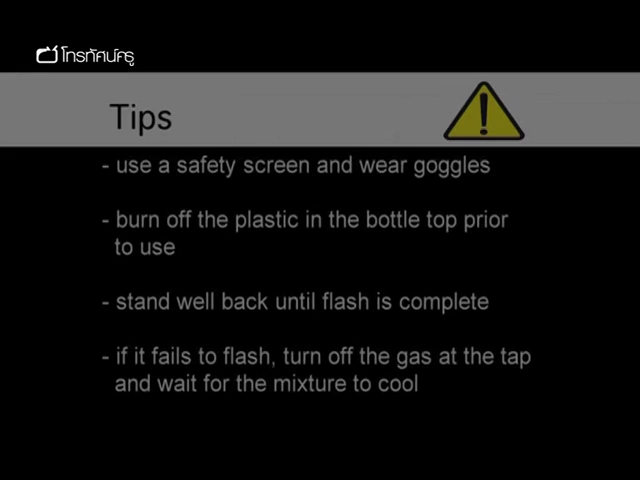 โทรทัศน์ครู
Tips
- use a safety screen and wear goggles
- burn off the plastic in the bottle top prior
to use
- stand well back until flash is complete
- if it fails to flash, turn off the gas at the tap
and wait for the mixture to cool